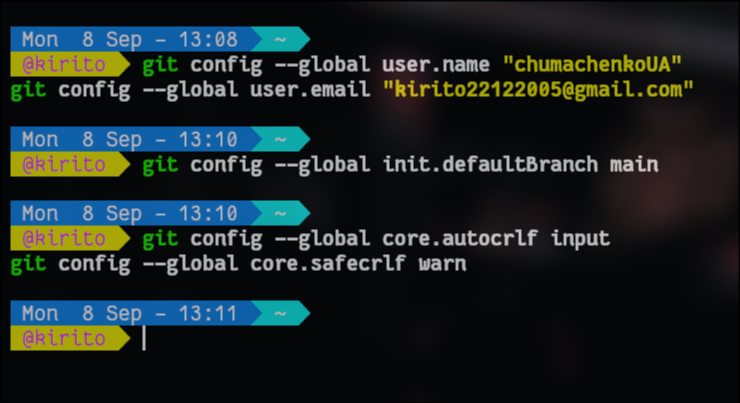 Mon 8 Sep - 13:08 ~
@kirito git config --global user.name "chumachenkoUA"
git config --global user.email "kirito22122005@gmail.com"
Mon 8 Sep - 13:10 ~
@kirito git config --global init.defaultBranch main
Mon 8 Sep - 13:10 ~
@kirito git config --global core.autocrlf input
git config --global core.safecrlf warn
Mon 8 Sep - 13:11 ~
@kirito